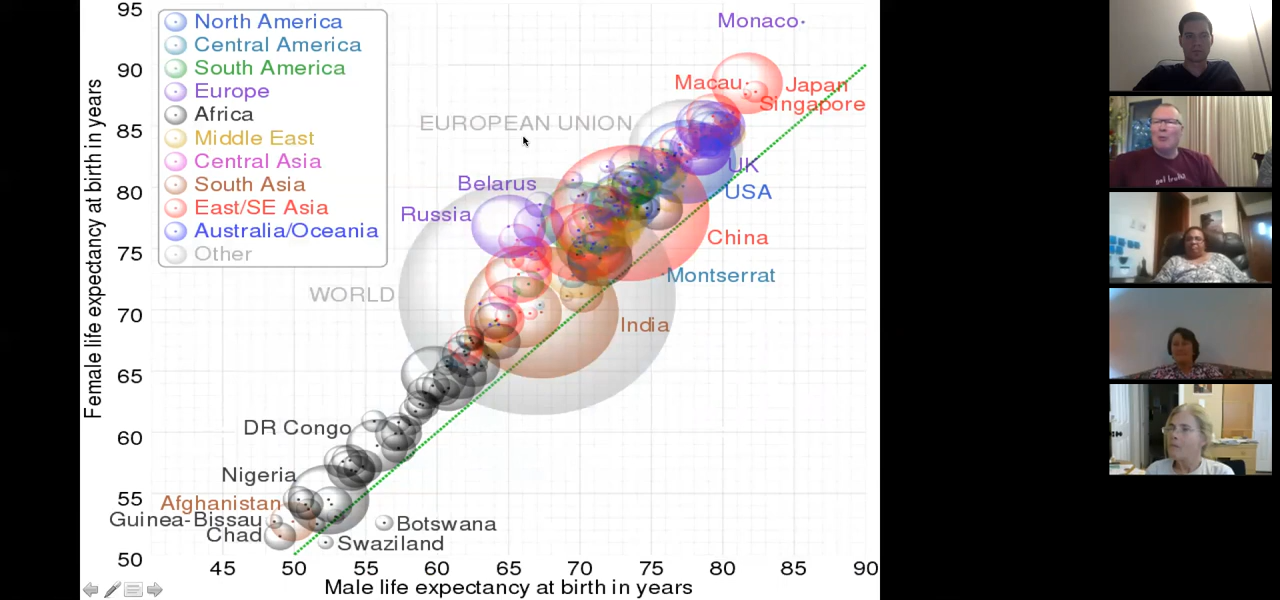 95
90
85
80
75
70
65
60
55
50
Female life expectancy at birth in years
North America
Central America
South America
Europe
Africa
Middle East
Central Asia
South Asia
East/SE Asia
Australia/Oceania
Other
Monaco
Macau
Japan
Singapore
EUROPEAN UNION
UK
Belarus
USA
Russia
China
Montserrat
WORLD
India
DR Congo
Nigeria
Afghanistan
Guinea-Bissau
Botswana
Chad
Swaziland
45 50 55 60 65 70 75 80 85 90
Male life expectancy at birth in years